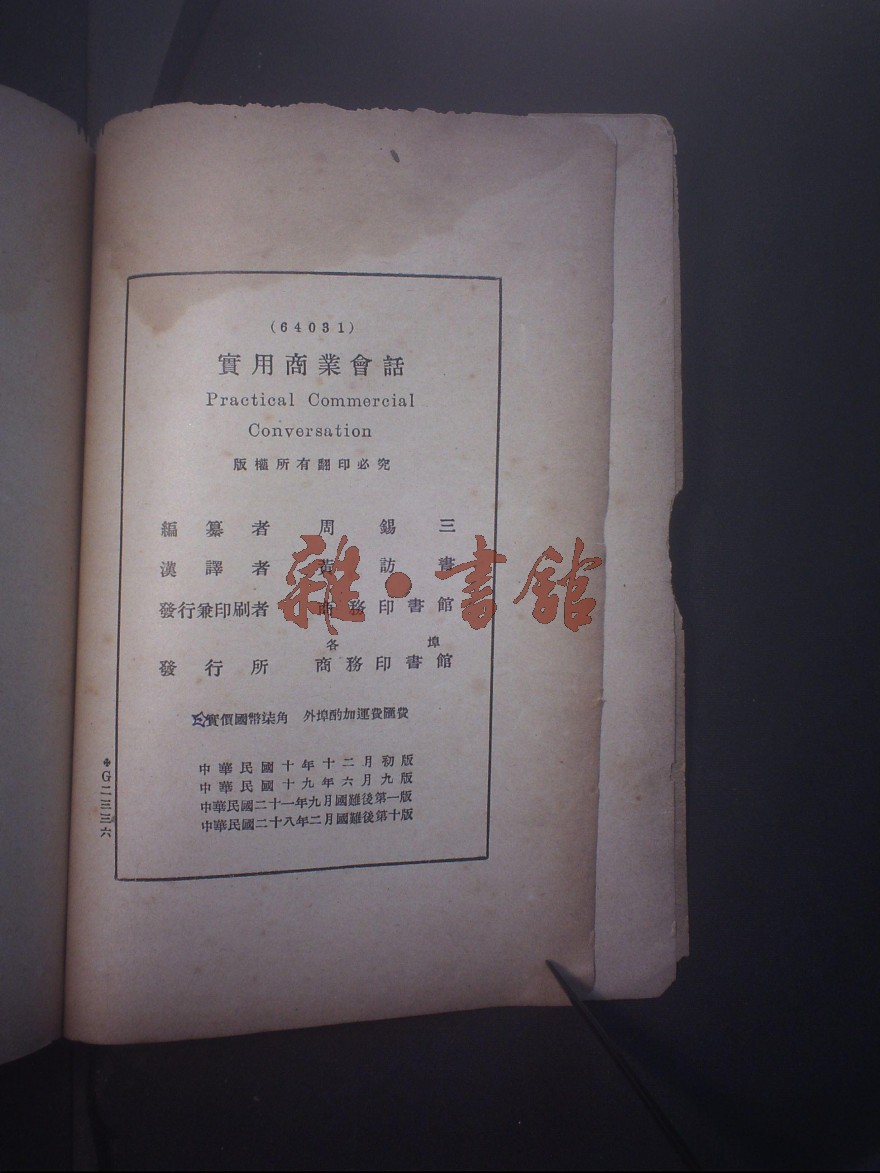 (64031)
實用商業會話
Practical Commercial
Conversation
版權所有翻印必究
編纂者 周錫三
漢譯者 黃訪書
發行兼印刷者 商務印書館
各埠
發行所 商務印書館
實價國幣柒角 外埠酌加運費匯費
中華民國十年十二月初版
中華民國十九年六月九版
中華民國二十一年九月國難後第一版
中華民國二十八年二月國難後第十版
G二三三六
雜·書館